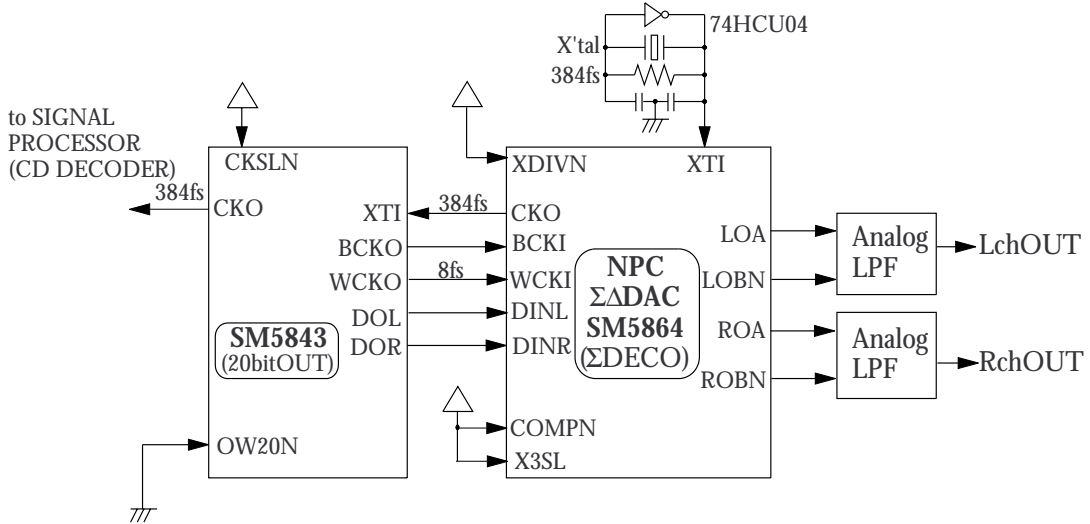 74HCU04
X'tal
384fs
to SIGNAL
PROCESSOR
(CD DECODER)
384fs
CKSLN
CKO
XTI
BCKO
WCKO
DOL
DOR
SM5843
(20bitOUT)
OW20N
384fs
8fs
XDIVN
XTI
CKO
BCKI
WCKI
DINL
DINR
NPC
ΣΔDAC
SM5864
(ΣDECO)
COMPN
X3SL
LOA
LOBN
ROA
ROBN
Analog
LPF
LchOUT
Analog
LPF
RchOUT